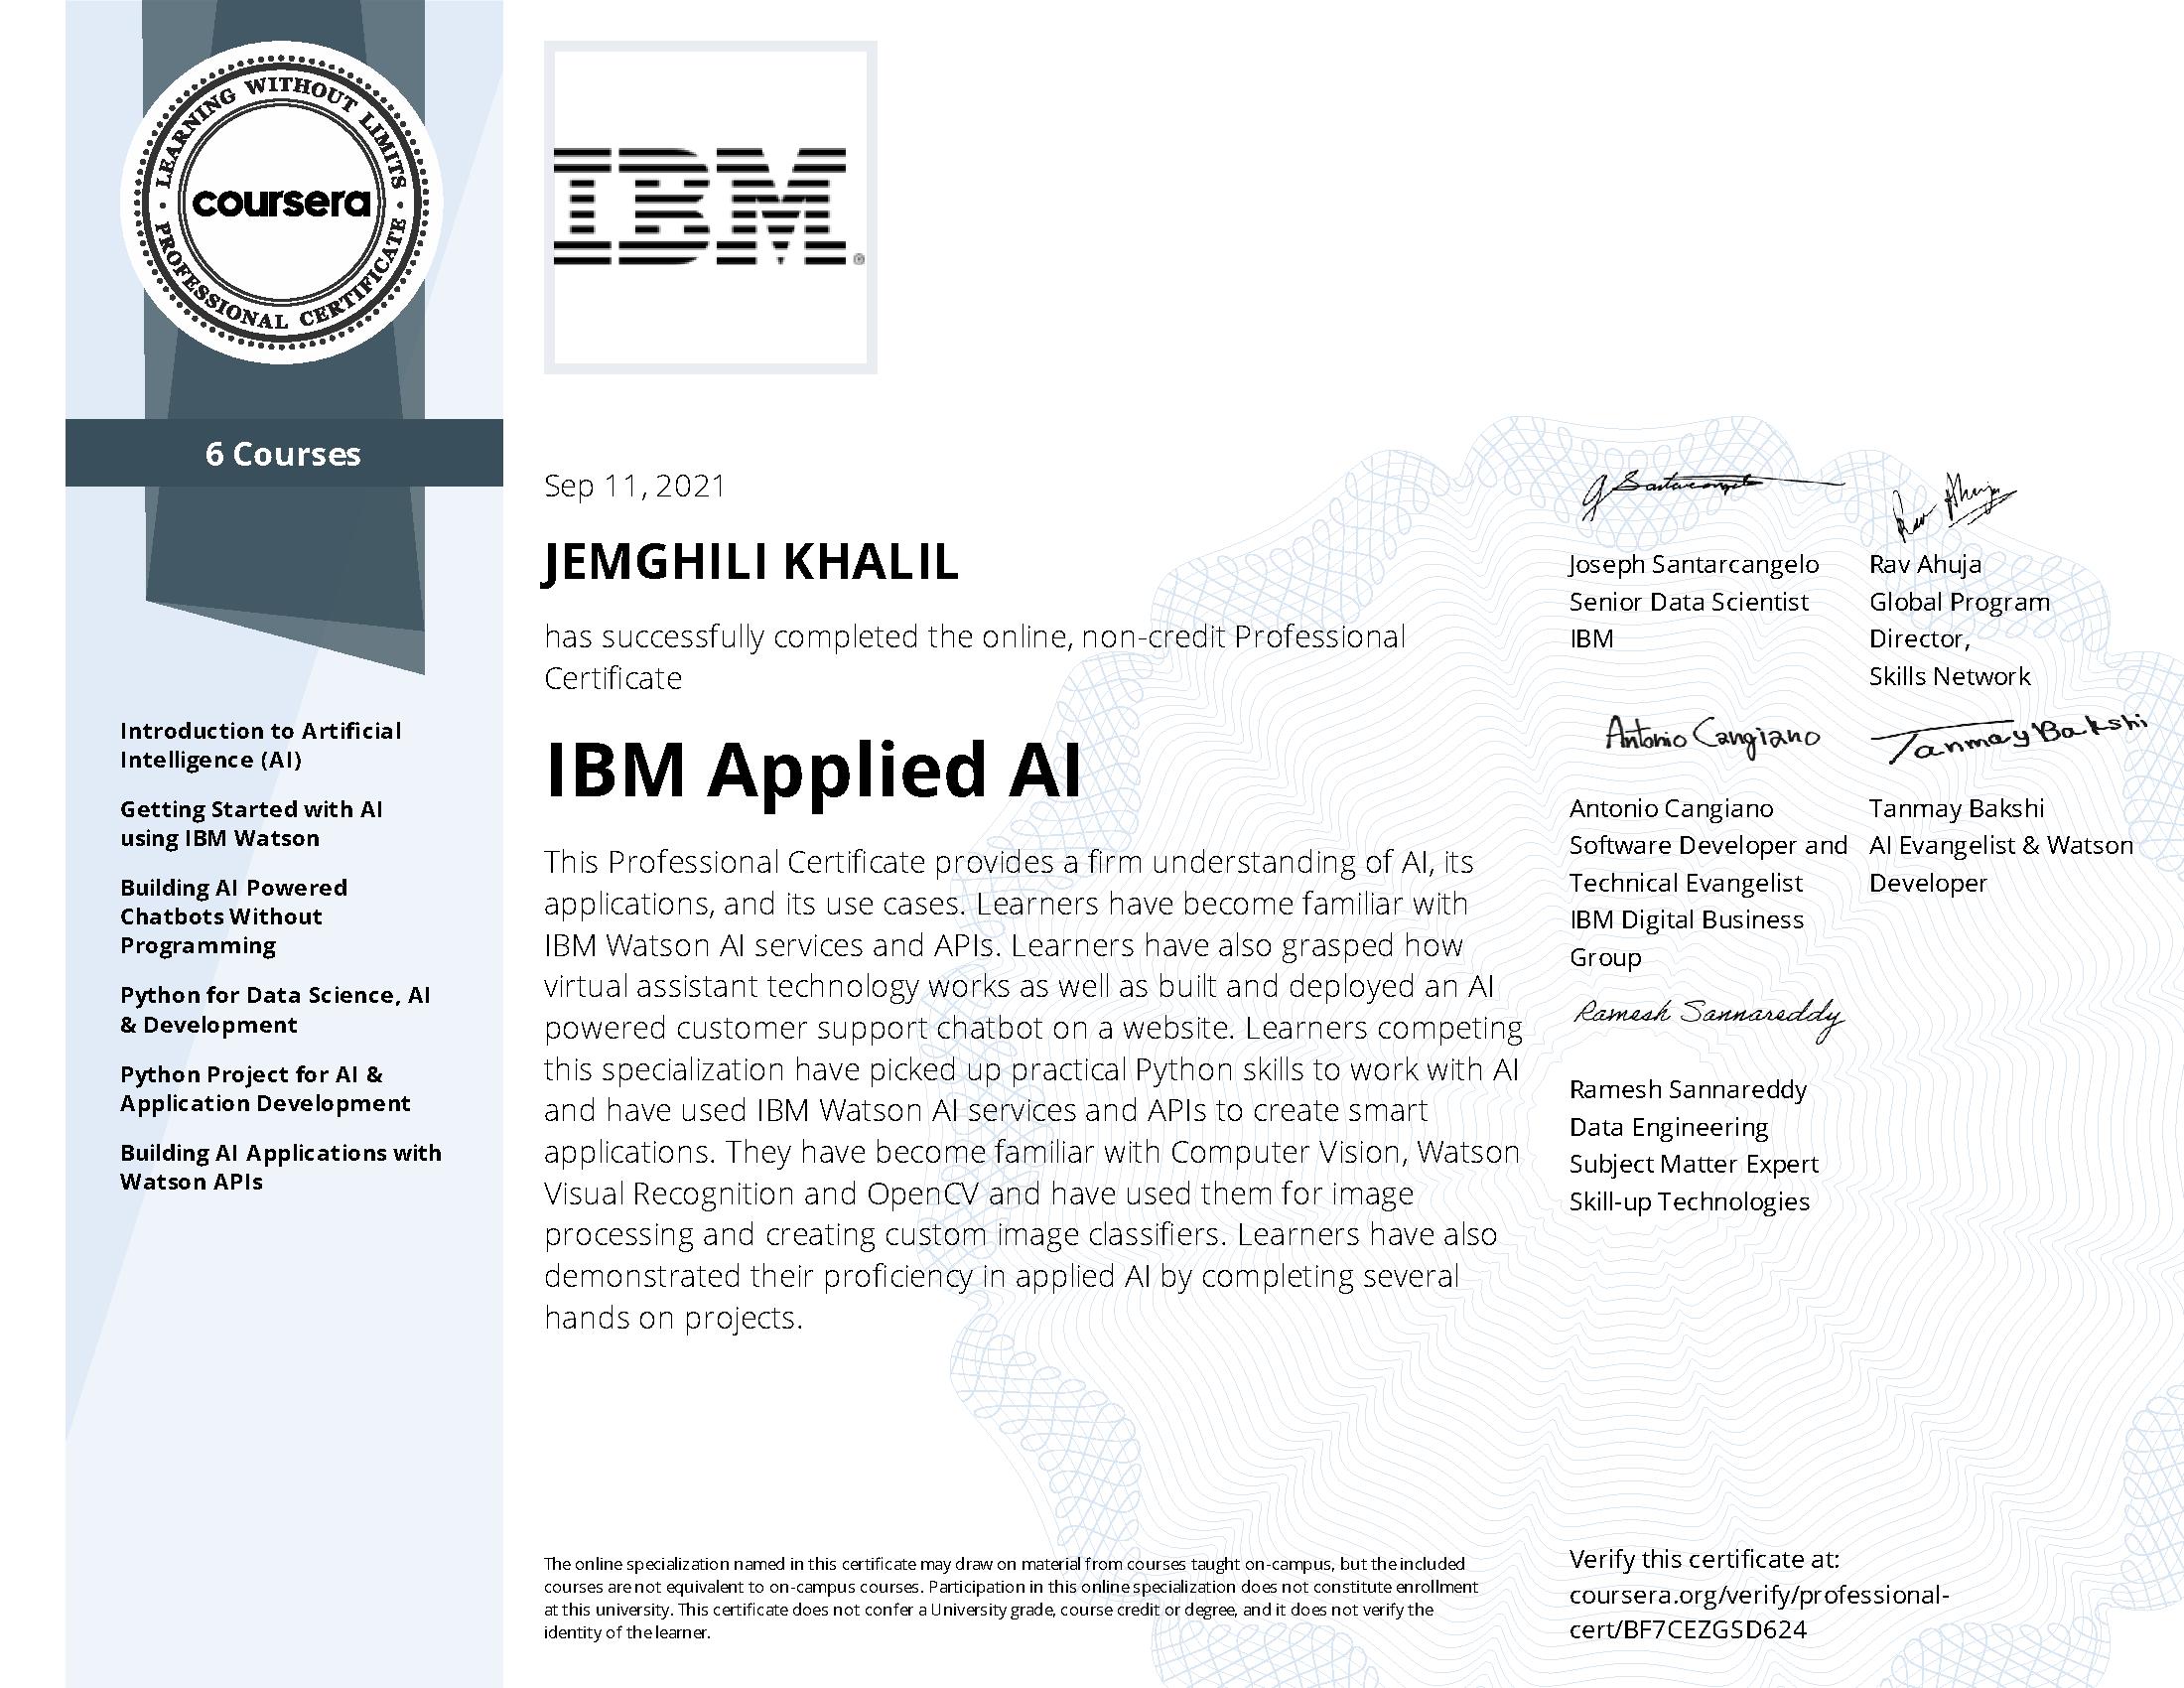 LEARNING WITHOUT LIMITS
coursera
PROFESSIONAL CERTIFICATE
6 Courses
Introduction to Artificial
Intelligence (AI)
Getting Started with AI
using IBM Watson
Building AI Powered
Chatbots Without
Programming
Python for Data Science, AI
& Development
Python Project for AI &
Application Development
Building AI Applications with
Watson APIs
IBM®
Sep 11, 2021
JEMGHILI KHALIL
has successfully completed the online, non-credit Professional
Certificate
IBM Applied AI
This Professional Certificate provides a firm understanding of AI, its
applications, and its use cases. Learners have become familiar with
IBM Watson AI services and APIs. Learners have also grasped how
virtual assistant technology works as well as built and deployed an AI
powered customer support chatbot on a website. Learners competing
this specialization have picked up practical Python skills to work with AI
and have used IBM Watson AI services and APIs to create smart
applications. They have become familiar with Computer Vision, Watson
Visual Recognition and OpenCV and have used them for image
processing and creating custom image classifiers. Learners have also
demonstrated their proficiency in applied AI by completing several
hands on projects.
The online specialization named in this certificate may draw on material from courses taught on-campus, but the included
courses are not equivalent to on-campus courses. Participation in this online specialization does not constitute enrollment
at this university. This certificate does not confer a University grade, course credit or degree, and it does not verify the
identity of the learner.
G Santarcangelo
Joseph Santarcangelo
Senior Data Scientist
IBM
Rav Ahuja
Rav Ahuja
Global Program
Director,
Skills Network
Antonio Cangiano
Antonio Cangiano
Software Developer and
Technical Evangelist
IBM Digital Business
Group
Tanmay Bakshi
Tanmay Bakshi
AI Evangelist & Watson
Developer
Ramesh Sannareddy
Ramesh Sannareddy
Data Engineering
Subject Matter Expert
Skill-up Technologies
Verify this certificate at:
coursera.org/verify/professional-
cert/BF7CEZGSD624